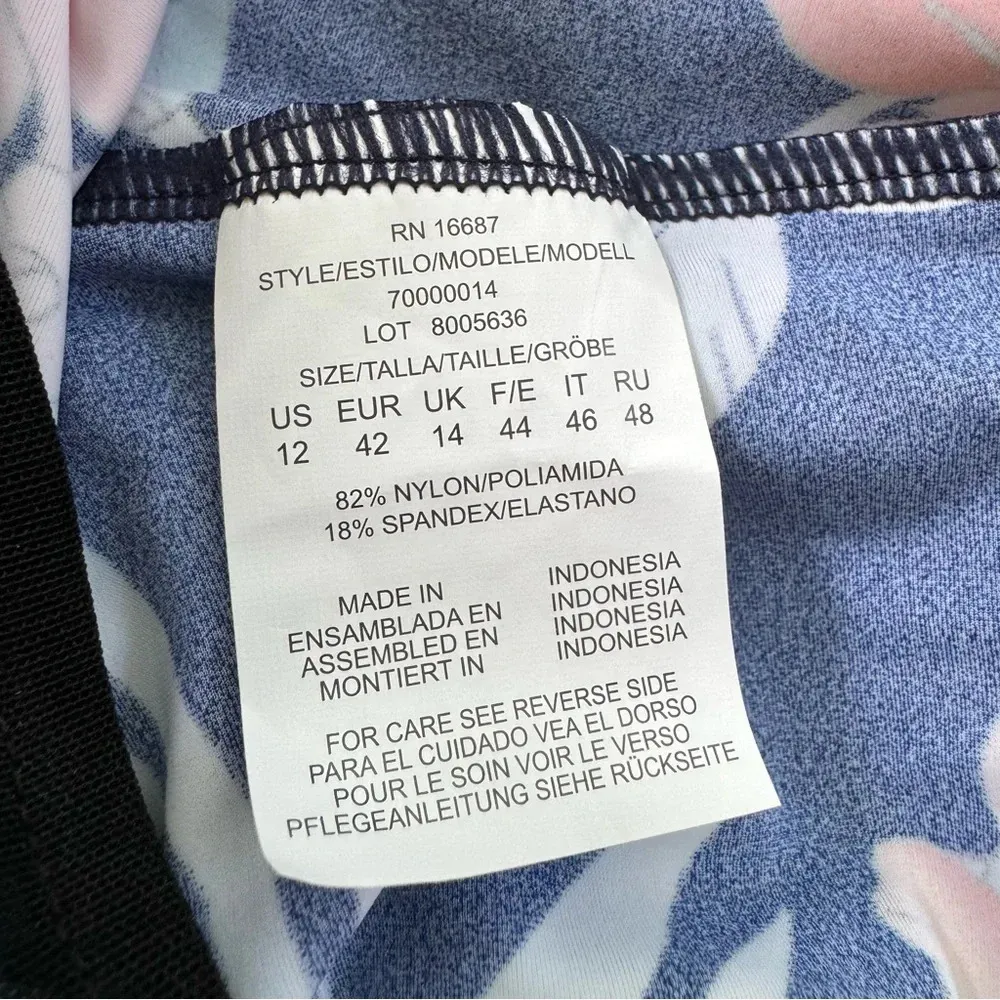 RN 16687
STYLE/ESTILO/MODELE/MODELL
70000014
LOT 8005636
SIZE/TALLA/TAILLE/GRÖBE
US EUR UK F/E IT RU
12 42 14 44 46 48
82% NYLON/POLIAMIDA
18% SPANDEX/ELASTANO
MADE IN INDONESIA
ENSAMBLADA EN INDONESIA
ASSEMBLED EN INDONESIA
MONTIERT IN INDONESIA
FOR CARE SEE REVERSE SIDE
PARA EL CUIDADO VEA EL DORSO
POUR LE SOIN VOIR LE VERSO
PFLEGEANLEITUNG SIEHE RÜCKSEITE